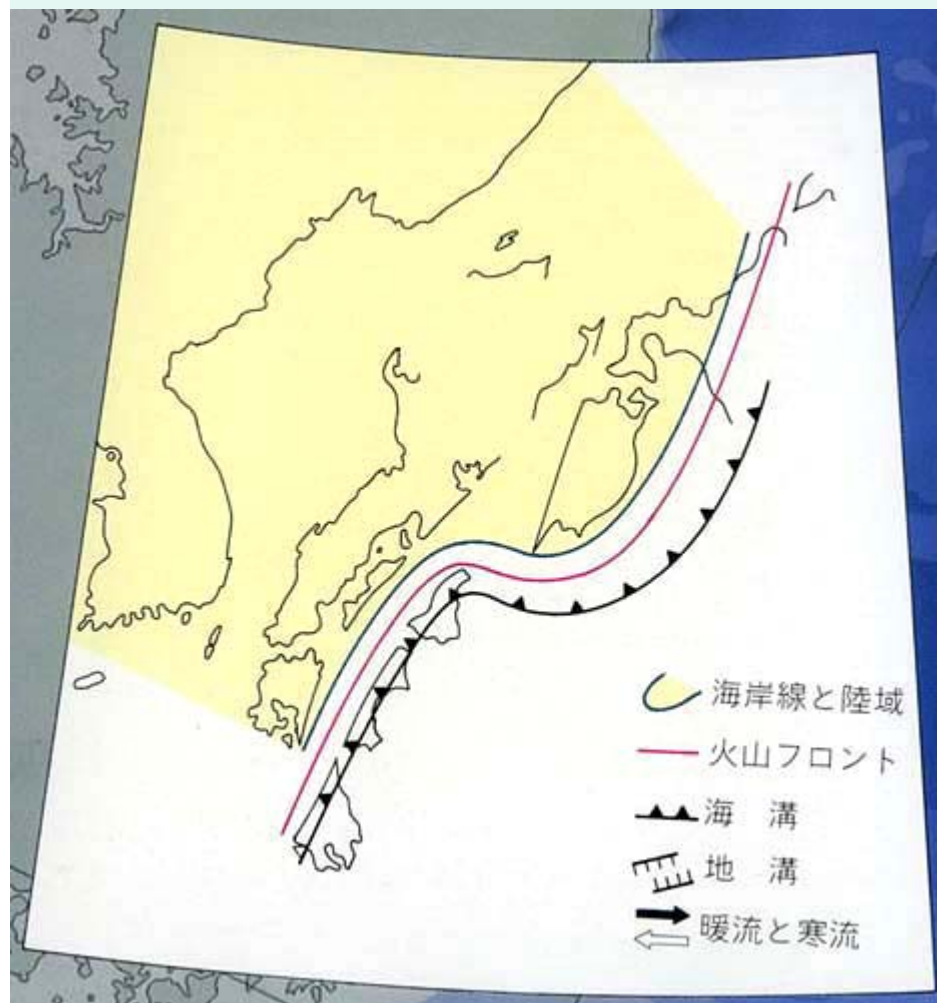 海岸線と陸域
火山フロント
海　溝
地　溝
暖流と寒流